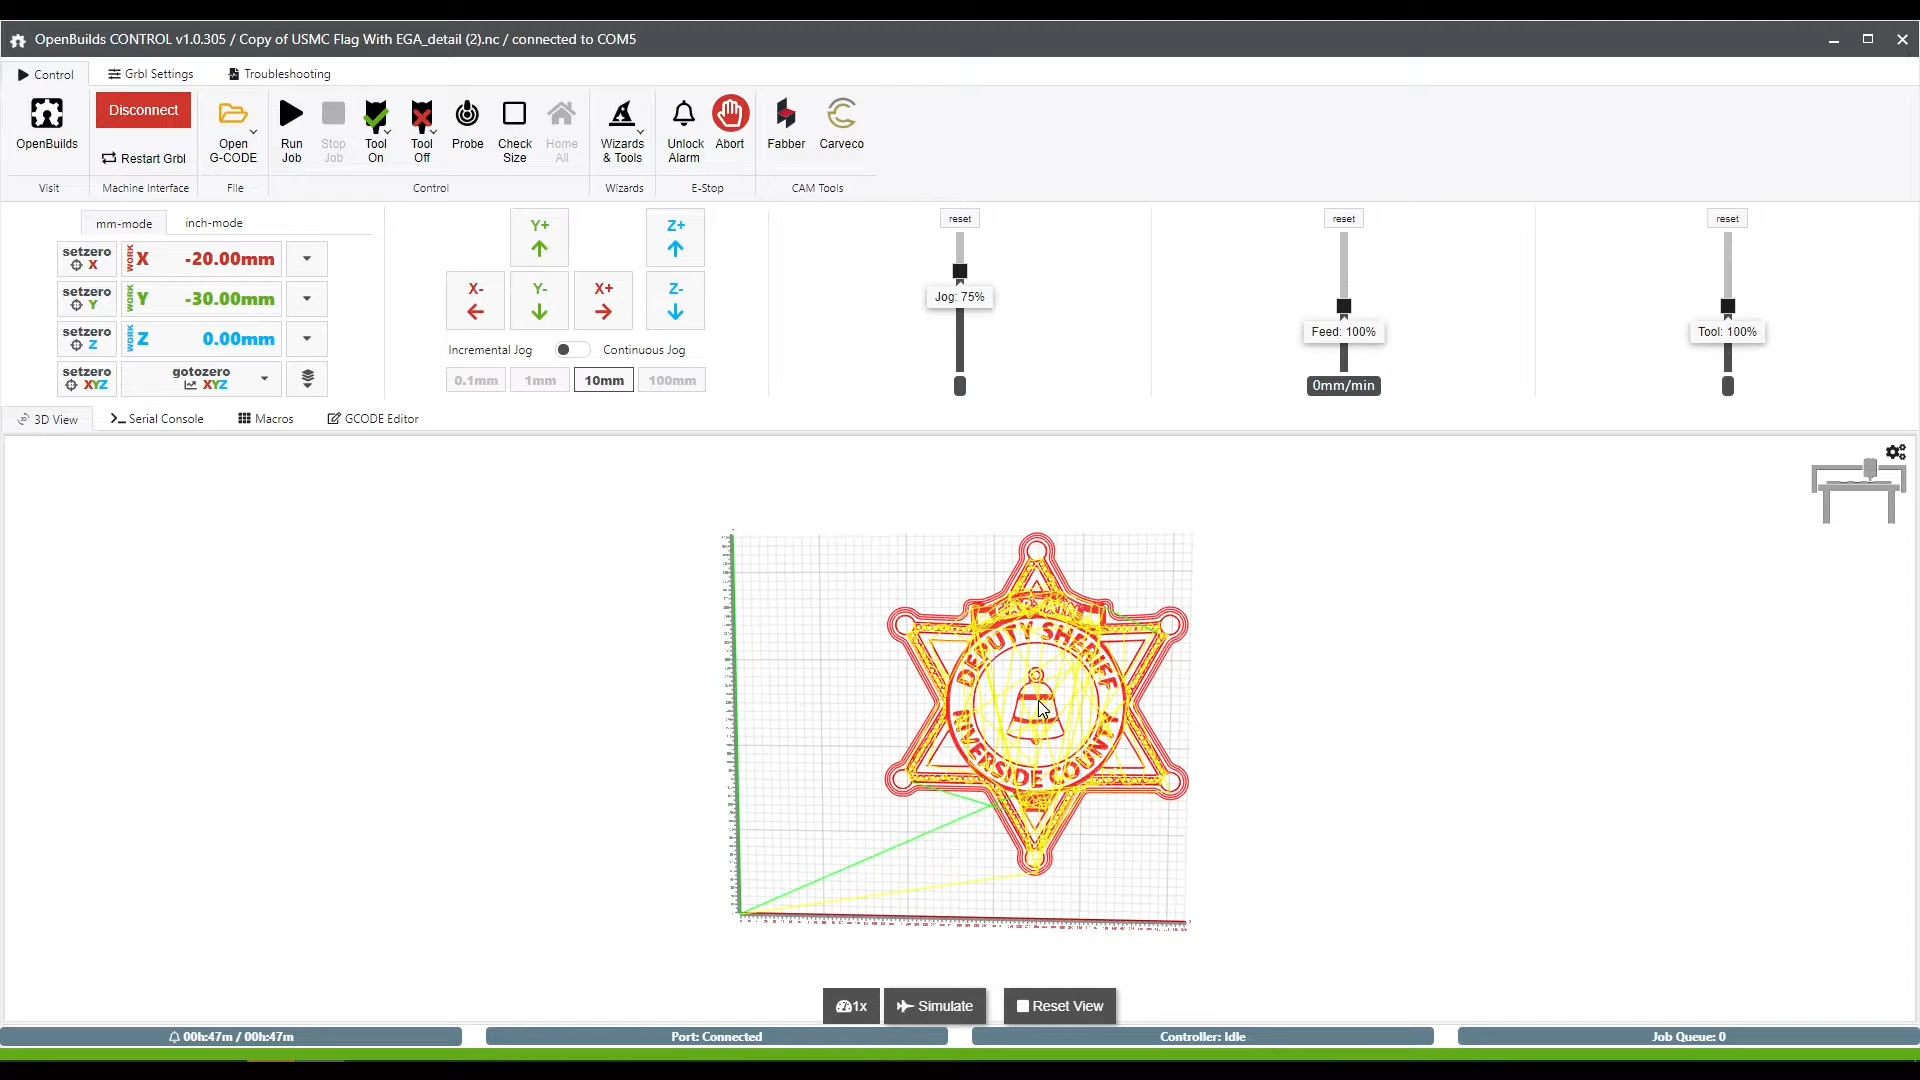 OpenBuilds CONTROL v1.0.305 / Copy of USMC Flag With EGA_detail (2).nc / connected to COM5
Control
Grbl Settings
Troubleshooting
OpenBuilds
Disconnect
Restart Grbl
Open G-CODE
Run Job
Stop Job
Tool On
Tool Off
Probe
Check Size
Home All
Wizards & Tools
Unlock Alarm
Abort
Fabber
Carveco
Visit
Machine Interface
File
Control
Wizards
E-Stop
CAM Tools
mm-mode
inch-mode
setzero X
WORK X -20.00mm
setzero Y
WORK Y -30.00mm
setzero Z
WORK Z 0.00mm
setzero XYZ
gotozero XYZ
Y+
Z+
X-
Y-
X+
Z-
Incremental Jog
Continuous Jog
0.1mm
1mm
10mm
100mm
reset
Jog: 75%
reset
Feed: 100%
0mm/min
reset
Tool: 100%
3D View
Serial Console
Macros
GCODE Editor
DEPUTY SHERIFF
RIVERSIDE COUNTY
1x
Simulate
Reset View
00h:47m / 00h:47m
Port: Connected
Controller: Idle
Job Queue: 0